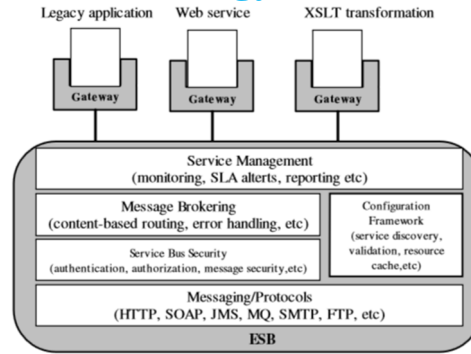 Legacy application
Web service
XSLT transformation
Gateway
Gateway
Gateway
Service Management
(monitoring, SLA alterts, reporting etc)
Message Brokering
(content-based routing, error handling, etc)
Service Bus Security
(authentication, authorization, message security,etc)
Configuration
Framework
(service discovery,
validation, resource
cache,etc)
Messaging/Protocols
(HTTP, SOAP, JMS, MQ, SMTP, FTP, etc)
ESB